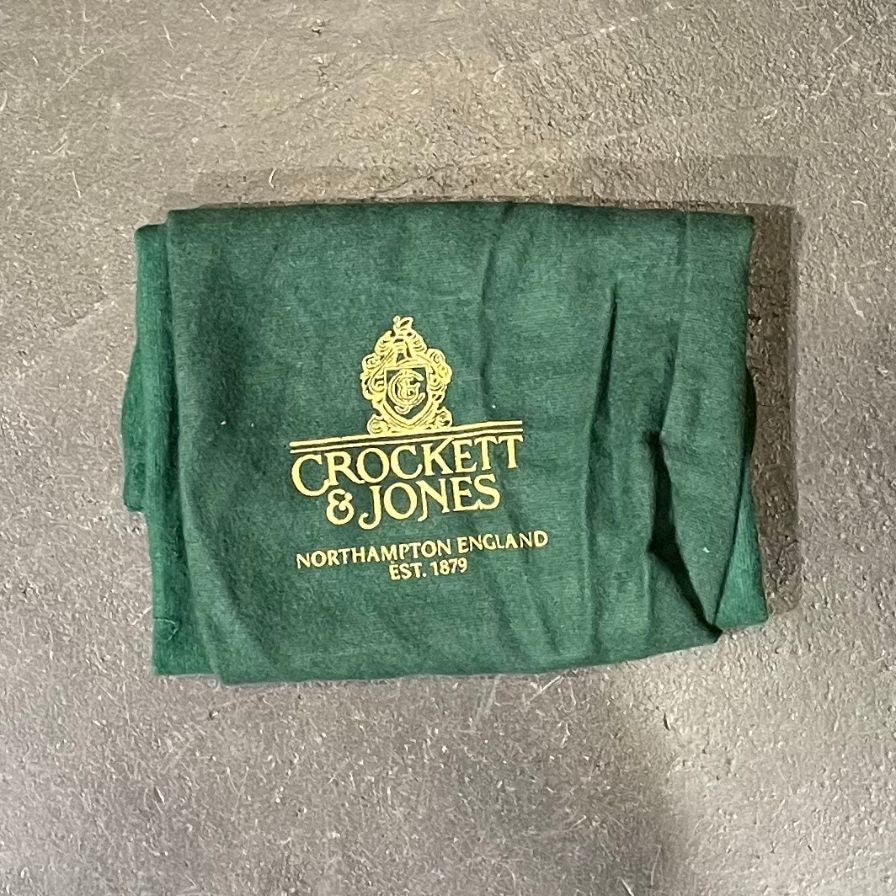 CROCKETT
& JONES
NORTHAMPTON ENGLAND
EST. 1879